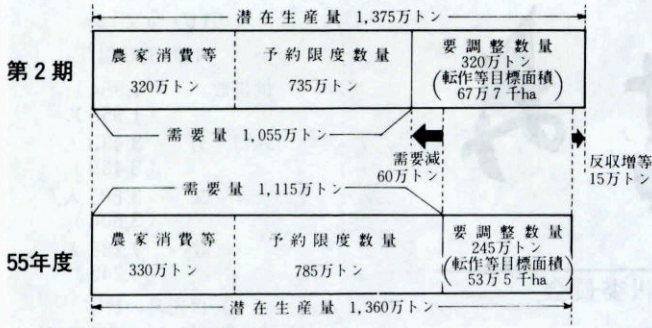 潜在生産量 1,375万トン
第2期
農家消費等
320万トン
予約限度数量
735万トン
要調整数量
320万トン
(転作等目標面積)
67万7千ha
需要量 1,055万トン
需要減
60万トン
反収増等
15万トン
需要量 1,115万トン
55年度
農家消費等
330万トン
予約限度数量
785万トン
要調整数量
245万トン
(転作等目標面積)
53万5千ha
潜在生産量 1,360万トン